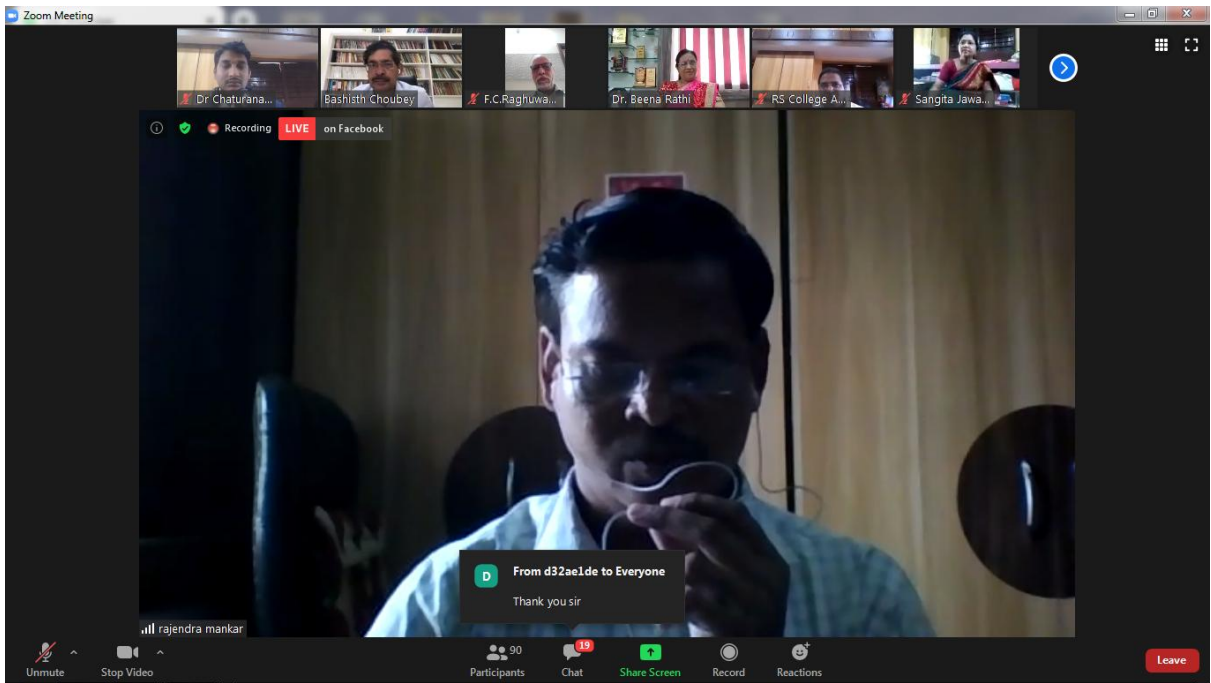 Zoom Meeting
Dr Chaturana...
Bashisth Choubey
F.C.Raghuwa...
Dr. Beena Rathi
RS College A...
Sangita Jawa...
Recording
LIVE
on Facebook
D
From d32ae1de to Everyone
Thank you sir
rajendra mankar
90
19
Unmute
Stop Video
Participants
Chat
Share Screen
Record
Reactions
Leave